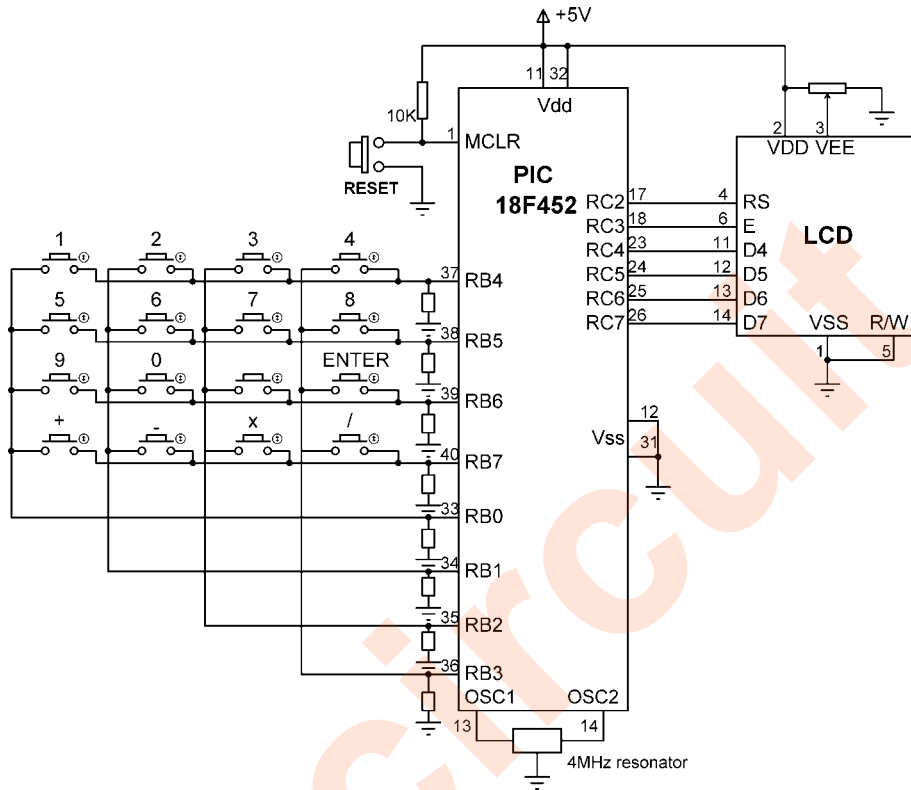 +5V
11 32
Vdd
10K
1 MCLR
RESET
PIC
18F452
2 3
VDD VEE
RC2 17 4 RS
RC3 18 6 E
RC4 23 11 D4
RC5 24 12 D5
RC6 25 13 D6
RC7 26 14 D7
LCD
VSS R/W
1 5
1 2 3 4
37 RB4
5 6 7 8
38 RB5
9 0 ENTER
39 RB6
+ - x /
40 RB7
33 RB0
34 RB1
35 RB2
36 RB3
12
Vss 31
OSC1 OSC2
13 14
4MHz resonator
circuit